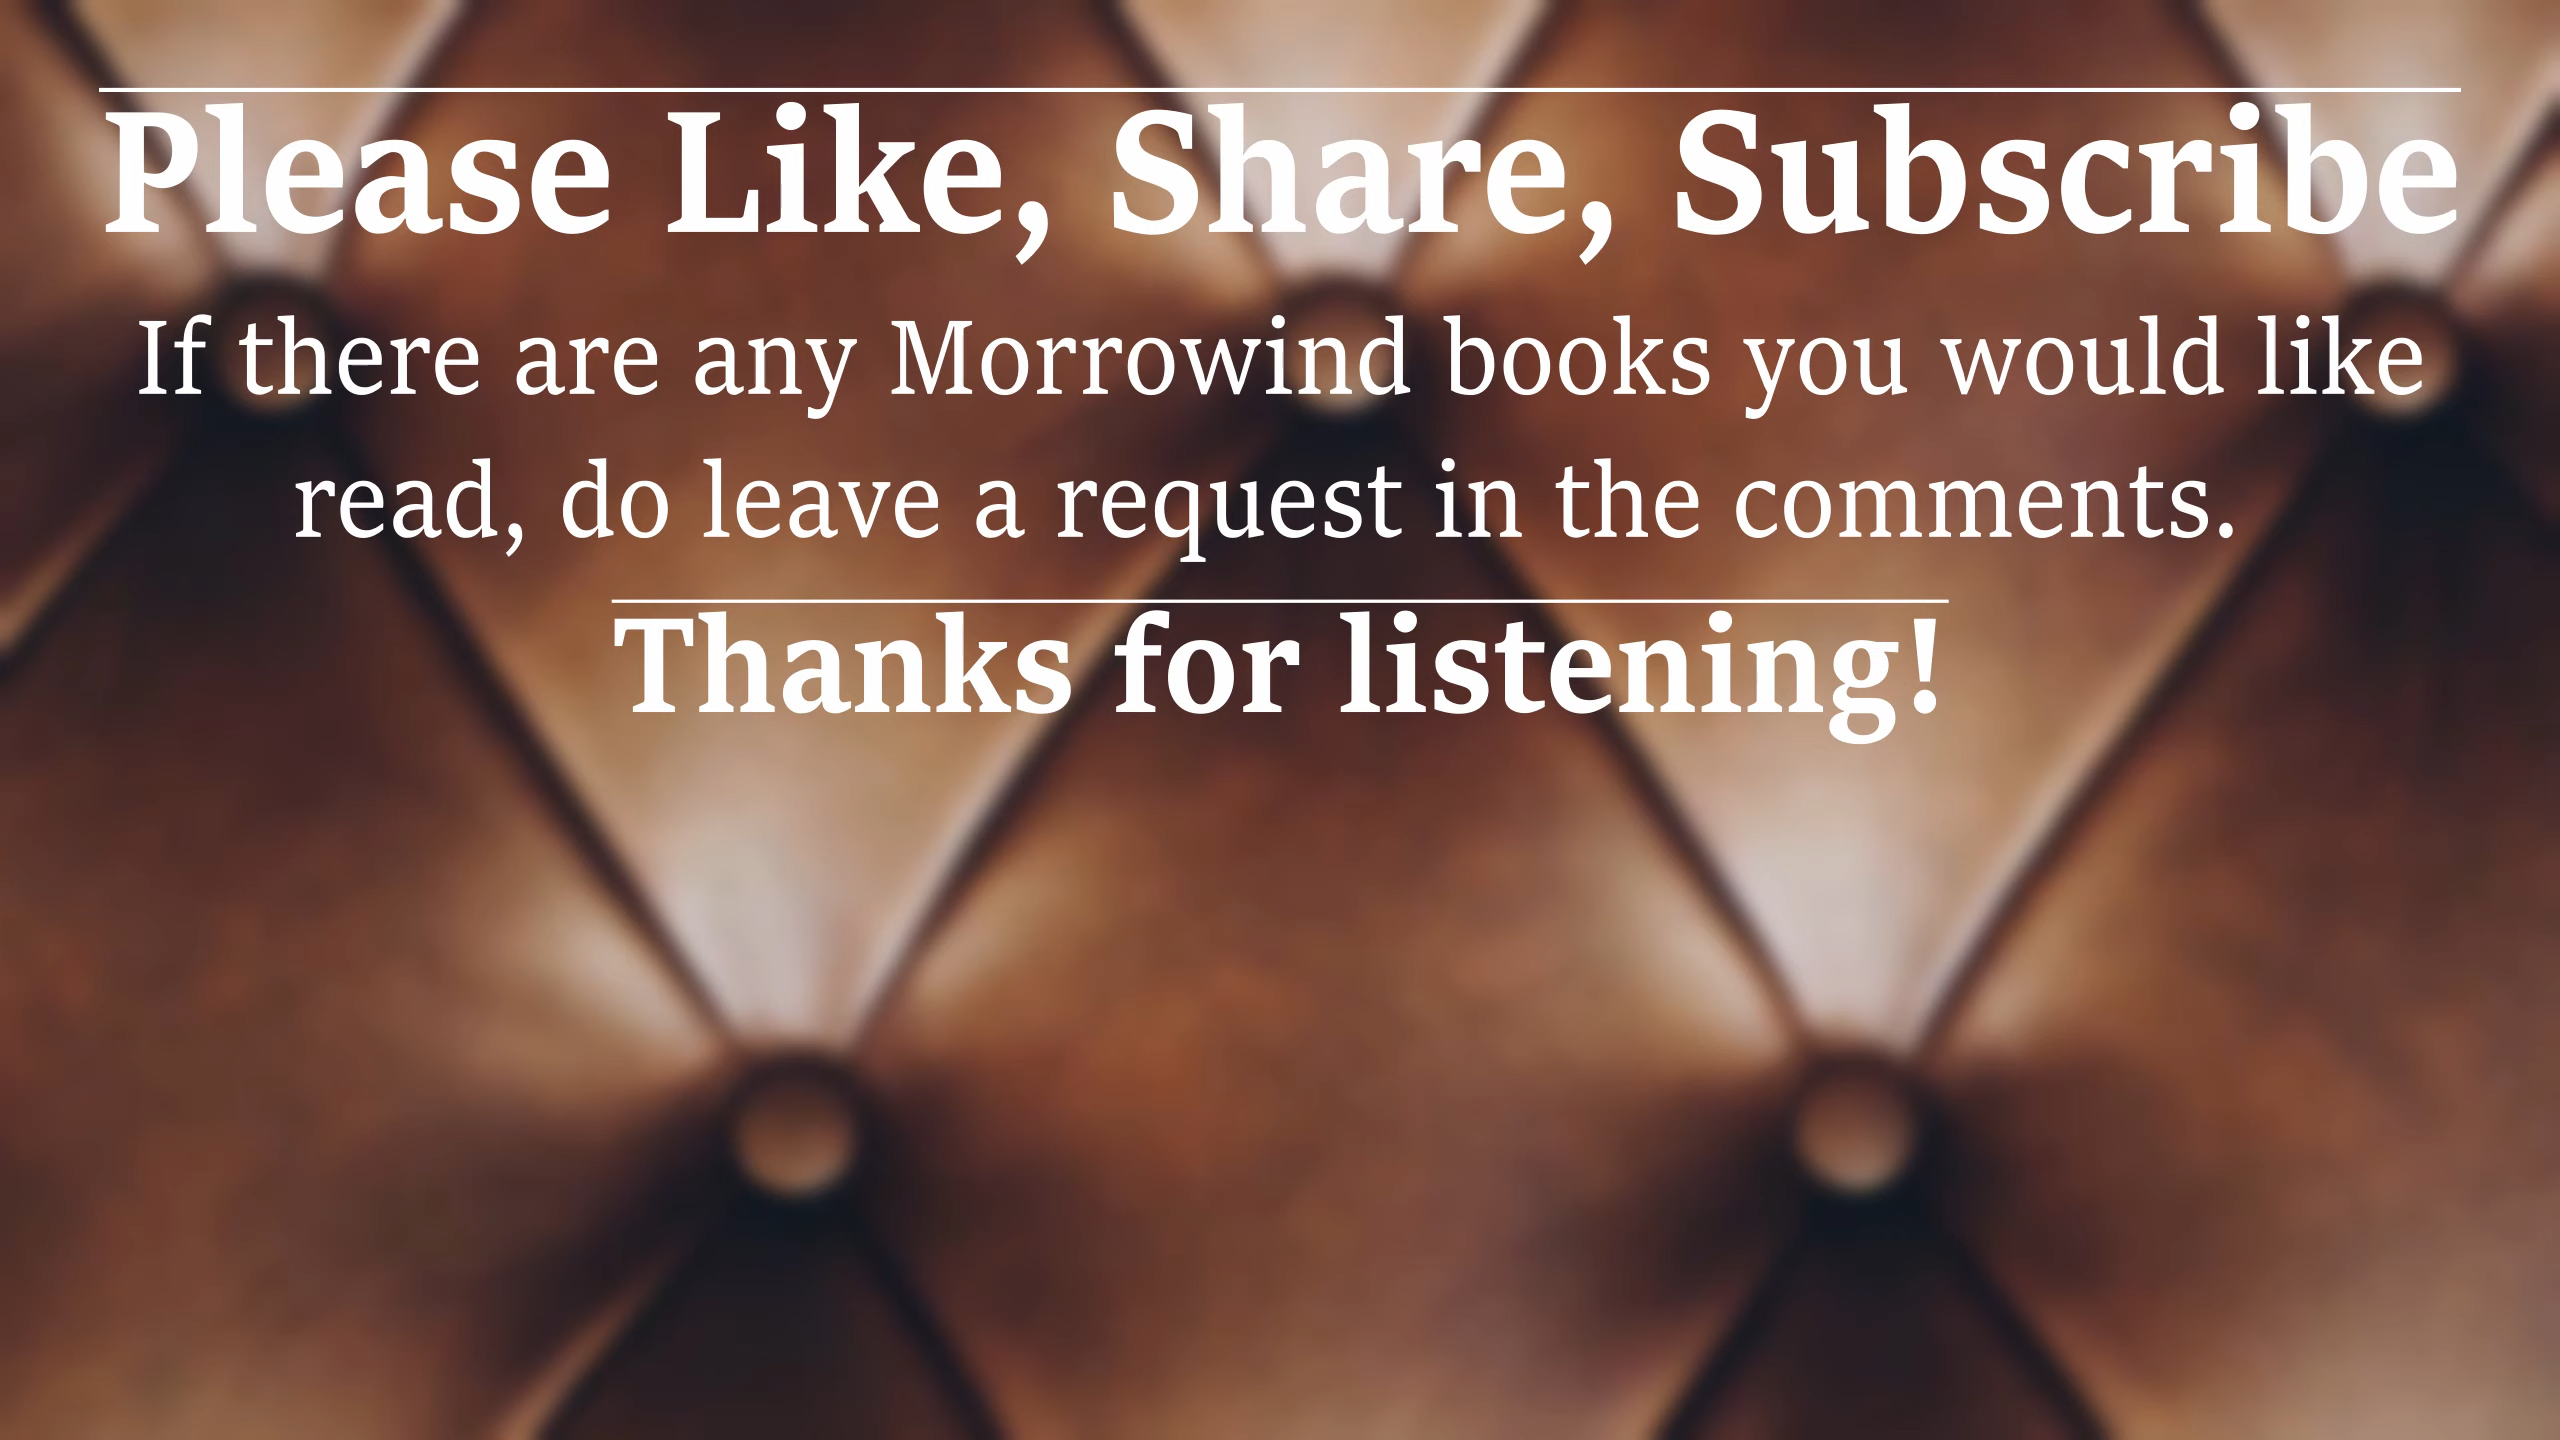 Please Like, Share, Subscribe
If there are any Morrowind books you would like
read, do leave a request in the comments.
Thanks for listening!